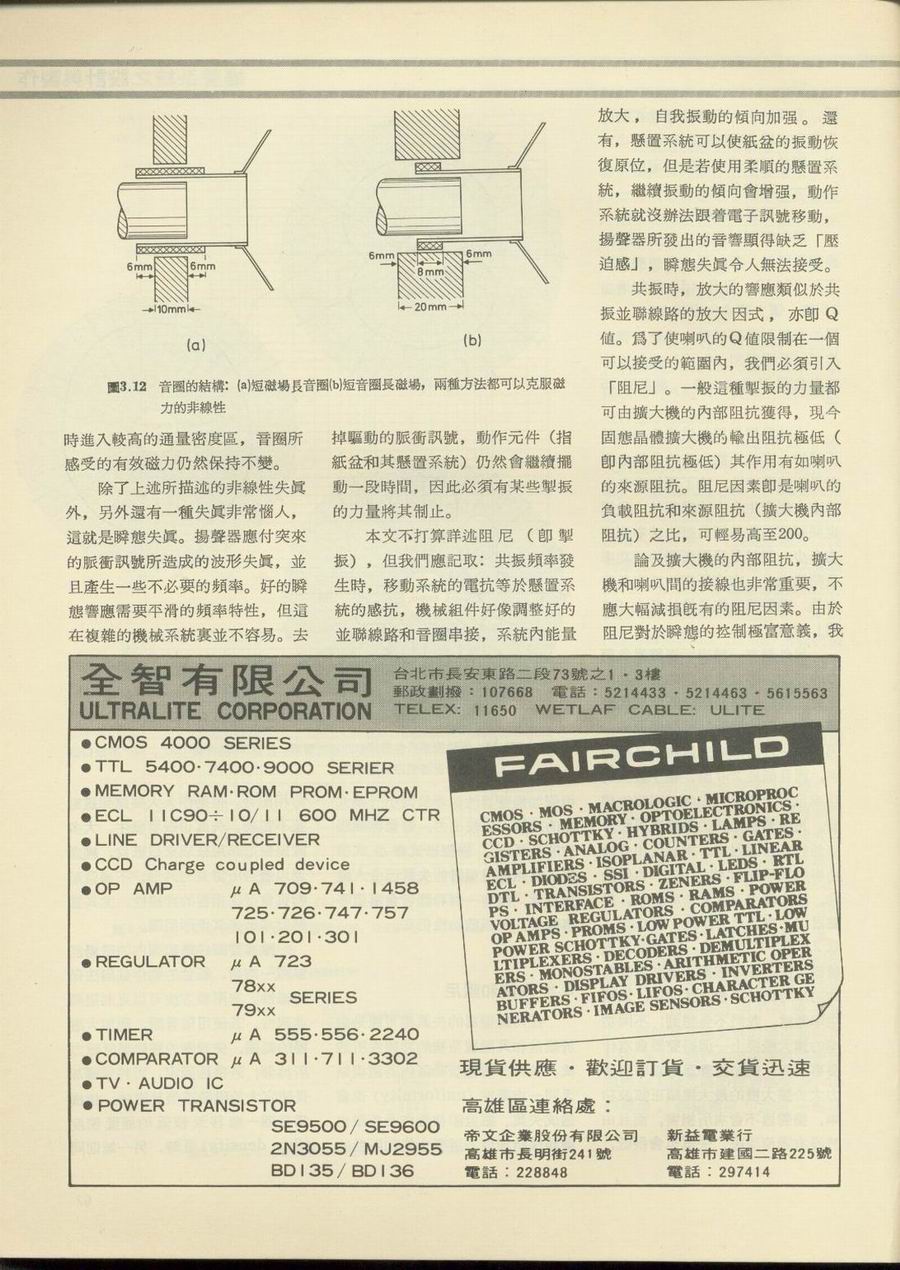 6mm
6mm
10mm
(a)
6mm
6mm
8mm
20mm
(b)
圖3.12 音圈的結構：(a)短磁場長音圈(b)短音圈長磁場，兩種方法都可以克服磁
力的非線性
時進入較高的通量密度區，音圈所
感受的有效磁力仍然保持不變。
除了上述所描述的非線性失眞
外，另外還有一種失眞非常惱人，
這就是瞬態失眞。揚聲器應付突來
的脈衝訊號所造成的波形失眞，並
且產生一些不必要的頻率。好的瞬
態響應需要平滑的頻率特性，但這
在複雜的機械系統裏並不容易。去
掉驅動的脈衝訊號，動作元件（指
紙盆和其懸置系統）仍然會繼續擺
動一段時間，因此必須有某些掣振
的力量將其制止。
本文不打算詳述阻尼（卽掣
振），但我們應記取：共振頻率發
生時，移動系統的電抗等於懸置系
統的感抗，機械組件好像調整好的
並聯線路和音圈串接，系統內能量
放大，自我振動的傾向加强。還
有，懸置系統可以使紙盆的振動恢
復原位，但是若使用柔順的懸置系
統，繼續振動的傾向會增强，動作
系統就沒辦法跟着電子訊號移動，
揚聲器所發出的音響顯得缺乏「壓
迫感」，瞬態失眞令人無法接受。
共振時，放大的響應類似於共
振並聯線路的放大因式，亦卽Q
値。爲了使喇叭的Q値限制在一個
可以接受的範圍內，我們必須引入
「阻尼」。一般這種掣振的力量都
可由擴大機的內部阻抗獲得，現今
固態晶體擴大機的輸出阻抗極低（
卽內部阻抗極低）其作用有如喇叭
的來源阻抗。阻尼因素卽是喇叭的
負載阻抗和來源阻抗（擴大機內部
阻抗）之比，可輕易高至200。
論及擴大機的內部阻抗，擴大
機和喇叭間的接線也非常重要，不
應大幅減損旣有的阻尼因素。由於
阻尼對於瞬態的控制極富意義，我
全智有限公司
ULTRALITE CORPORATION
台北市長安東路二段73號之1・3樓
郵政劃撥：107668 電話：5214433・5214463・5615563
TELEX: 11650 WETLAF CABLE: ULITE
●CMOS 4000 SERIES
●TTL 5400·7400·9000 SERIER
●MEMORY RAM·ROM PROM·EPROM
●ECL 11C90÷10/11 600 MHZ CTR
●LINE DRIVER/RECEIVER
●CCD Charge coupled device
●OP AMP μA 709·741·1458
725·726·747·757
101·201·301
●REGULATOR μA 723
78xx
79xx SERIES
●TIMER μA 555·556·2240
●COMPARATOR μA 311·711·3302
●TV·AUDIO IC
●POWER TRANSISTOR
SE9500/SE9600
2N3055/MJ2955
BD135/BD136
FAIRCHILD
CMOS · MOS · MACROLOGIC · MICROPROC
ESSORS · MEMORY · OPTOELECTRONICS ·
CCD · SCHOTTKY · HYBRIDS · LAMPS · RE
GISTERS · ANALOG · COUNTERS · GATES ·
AMPLIFIERS · ISOPLANAR · TTL · LINEAR
ECL · DIODES · SSI · DIGITAL · LEDS · RTL
DTL · TRANSISTORS · ZENERS · FLIP-FLO
PS · INTERFACE · ROMS · RAMS · POWER
VOLTAGE REGULATORS · COMPARATORS
OP AMPS · PROMS · LOW POWER TTL · LOW
POWER SCHOTTKY·GATES·LATCHES·MU
LTIPLEXERS · DECODERS · DEMULTIPLEX
ERS · MONOSTABLES · ARITHMETIC OPER
ATORS · DISPLAY DRIVERS · INVERTERS
BUFFERS · FIFOS · LIFOS · CHARACTER GE
NERATORS · IMAGE SENSORS · SCHOTTKY
現貨供應・歡迎訂貨・交貨迅速
高雄區連絡處：
帝文企業股份有限公司
高雄市長明街241號
電話：228848
新益電業行
高雄市建國二路225號
電話：297414